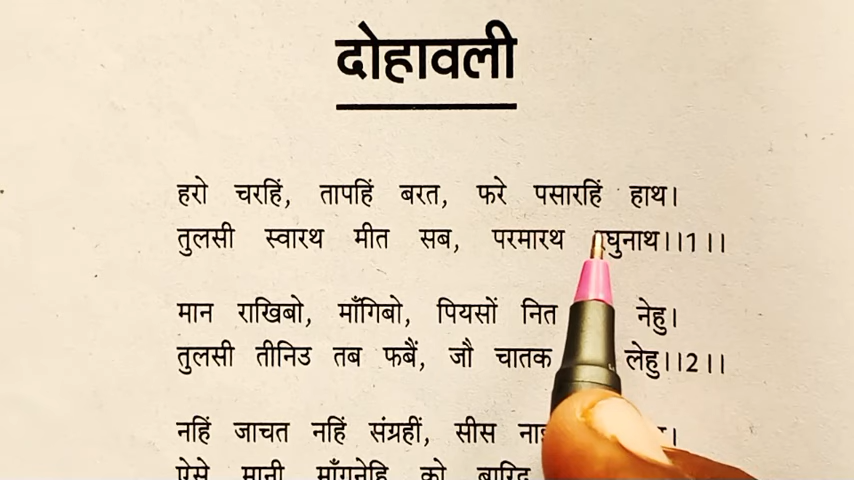 दोहावली
हरो चरहिं, तापहिं बरत, फरे पसारहिं हाथ।
तुलसी स्वारथ मीत सब, परमारथ रघुनाथ।।1।।
मान राखिबो, माँगिबो, पियसों नित नेहु।
तुलसी तीनिउ तब फबैं, जौ चातक लेहु।।2।।
नहिं जाचत नहिं संग्रहीं, सीस
ऐसे मानी माँगनेहि को बारिद